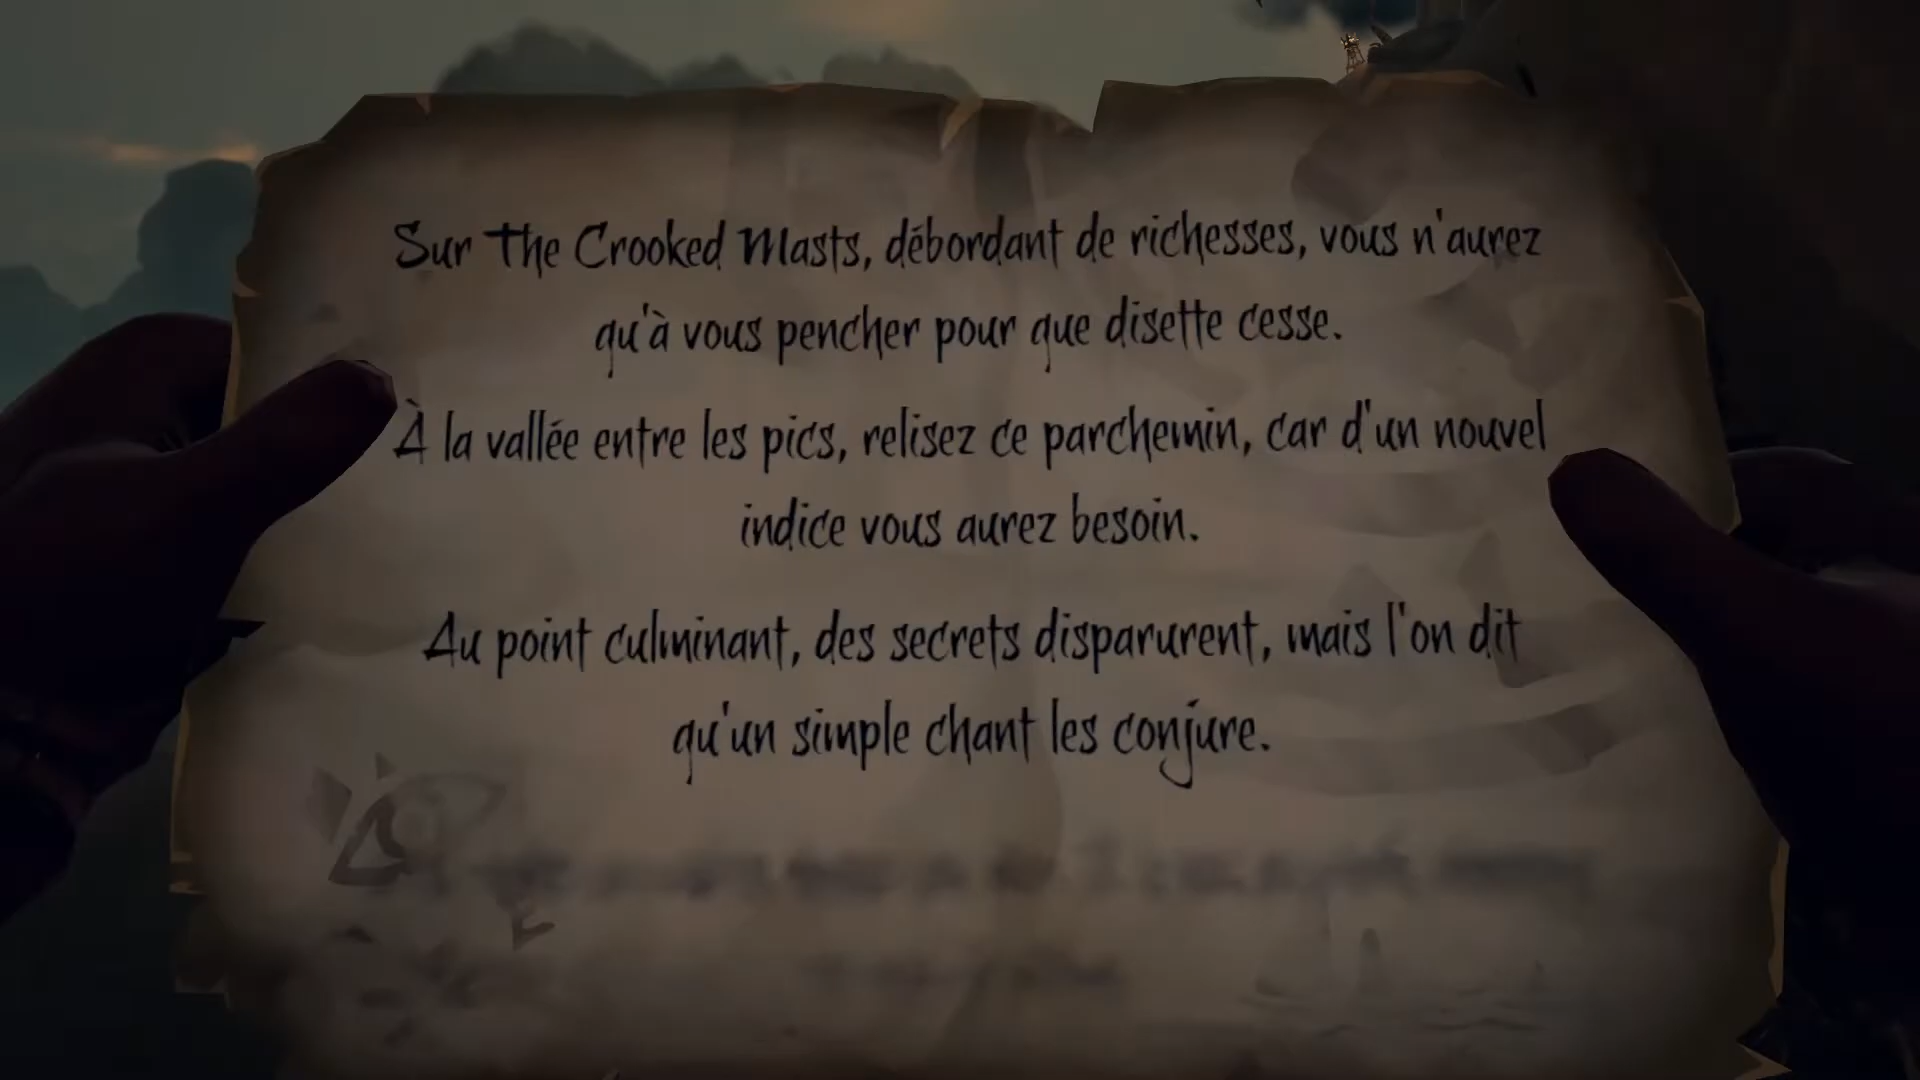 Sur The Crooked Masts, débordant de richesses, vous n'aurez
qu'à vous pencher pour que disette cesse.
À la vallée entre les pics, relisez ce parchemin, car d'un nouvel
indice vous aurez besoin.
Au point culminant, des secrets disparurent, mais l'on dit
qu'un simple chant les conjure.